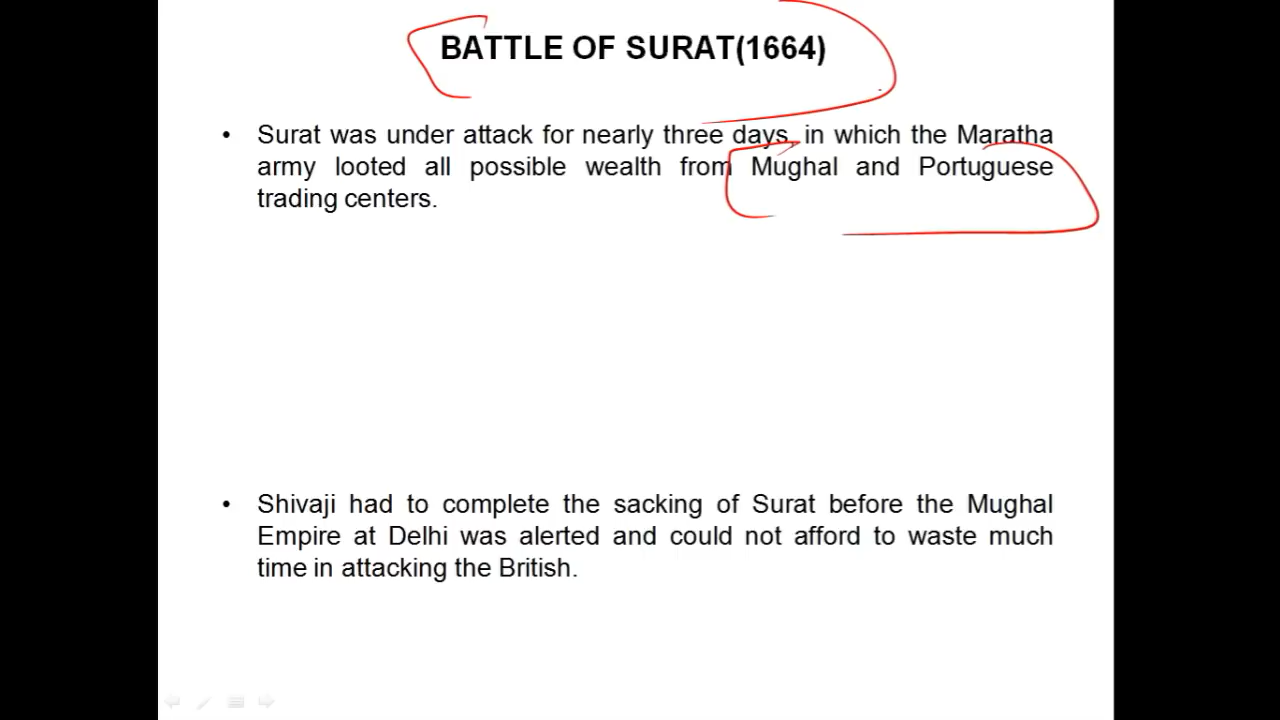 BATTLE OF SURAT(1664)
• Surat was under attack for nearly three days, in which the Maratha
army looted all possible wealth from Mughal and Portuguese
trading centers.
• Shivaji had to complete the sacking of Surat before the Mughal
Empire at Delhi was alerted and could not afford to waste much
time in attacking the British.